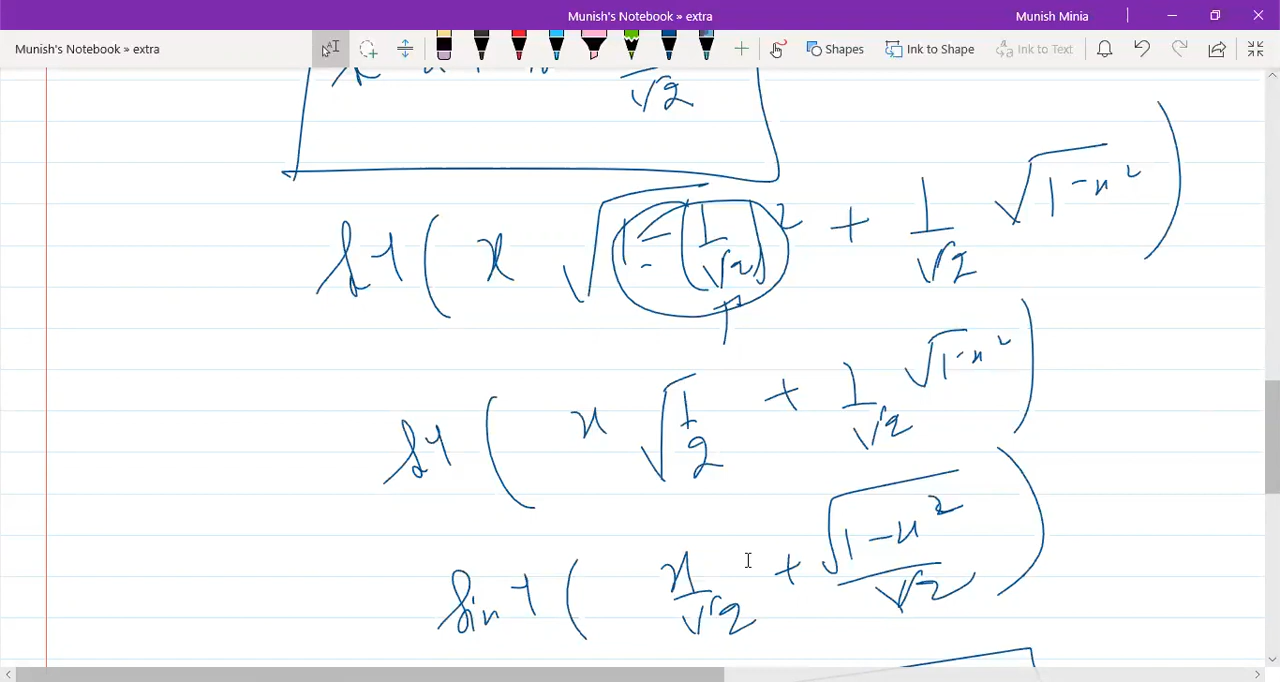 Munish's Notebook » extra
Munish Minia
Munish's Notebook » extra
Shapes
Ink to Shape
Ink to Text
1/√2
sin⁻¹( x √(1 - (1/√2)²) + 1/√2 √(1-x²) )
sin⁻¹( x √(1/2) + 1/√2 √(1-x²) )
sin⁻¹( x/√2 + √(1-x²)/√2 )